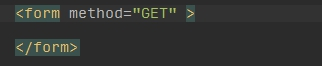 <form method="GET" >
</form>